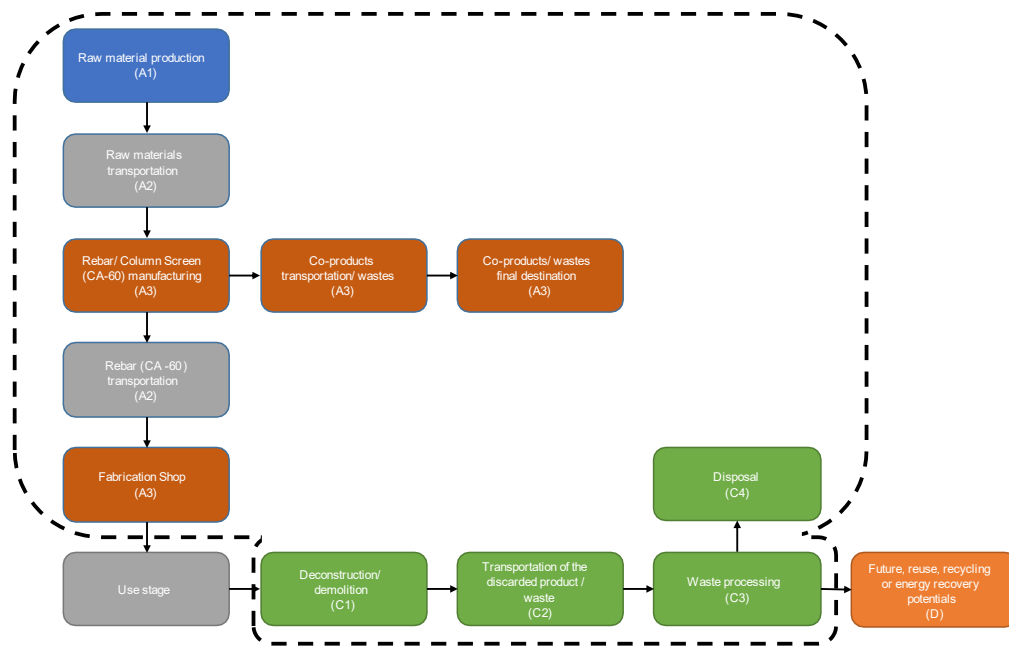 Raw material production
(A1)
Raw materials
transportation
(A2)
Rebar/ Column Screen
(CA-60) manufacturing
(A3)
Co-products
transportation/ wastes
(A3)
Co-products/ wastes
final destination
(A3)
Rebar (CA -60)
transportation
(A2)
Fabrication Shop
(A3)
Disposal
(C4)
Use stage
Deconstruction/
demolition
(C1)
Transportation of the
discarded product /
waste
(C2)
Waste processing
(C3)
Future, reuse, recycling
or energy recovery
potentials
(D)